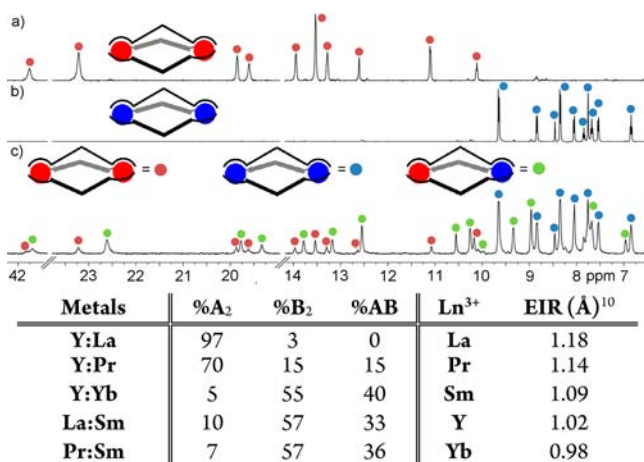 a)
b)
c)
= = =
42 23 22 21 20 19 14 13 12 11 10 9 8 ppm 7
Metals %A₂ %B₂ %AB Ln³⁺ EIR (Å)¹⁰
Y:La 97 3 0 La 1.18
Y:Pr 70 15 15 Pr 1.14
Y:Yb 5 55 40 Sm 1.09
La:Sm 10 57 33 Y 1.02
Pr:Sm 7 57 36 Yb 0.98